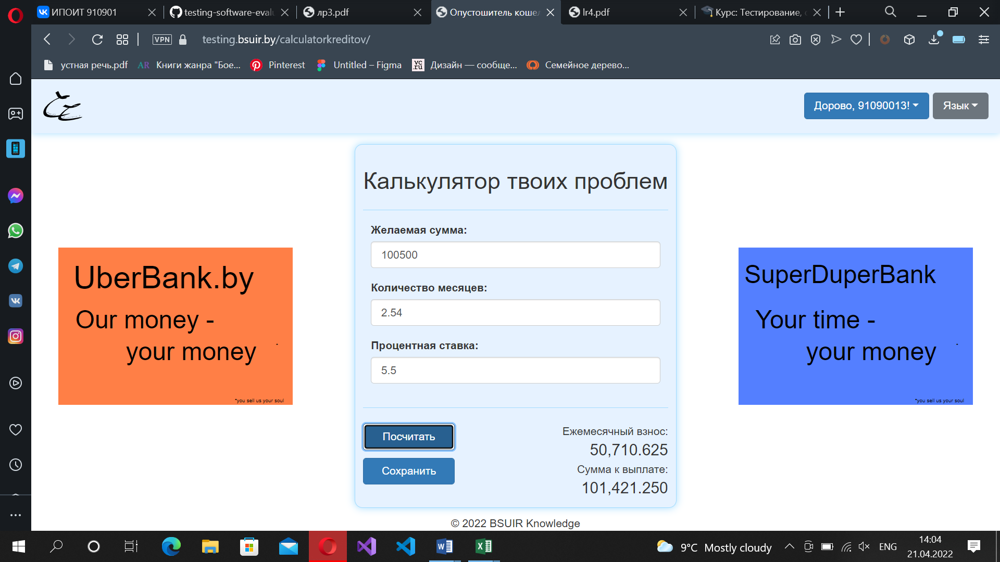 ИПОИТ 910901
testing-software-evalu
лр3.pdf
Опустошитель кошел
lr4.pdf
Курс: Тестирование, о
VPN
testing.bsuir.by/calculatorkreditov/
устная речь.pdf
AR Книги жанра "Бое...
Pinterest
Untitled – Figma
vc.ru Дизайн — сообще...
Семейное дерево...
Дорово, 91090013!
Язык
Калькулятор твоих проблем
Желаемая сумма:
100500
Количество месяцев:
2.54
Процентная ставка:
5.5
Посчитать
Сохранить
Ежемесячный взнос:
50,710.625
Сумма к выплате:
101,421.250
UberBank.by
Our money -
your money
*you sell us your soul
SuperDuperBank
Your time -
your money
*you sell us your soul
© 2022 BSUIR Knowledge
9°C Mostly cloudy
ENG
14:04
21.04.2022